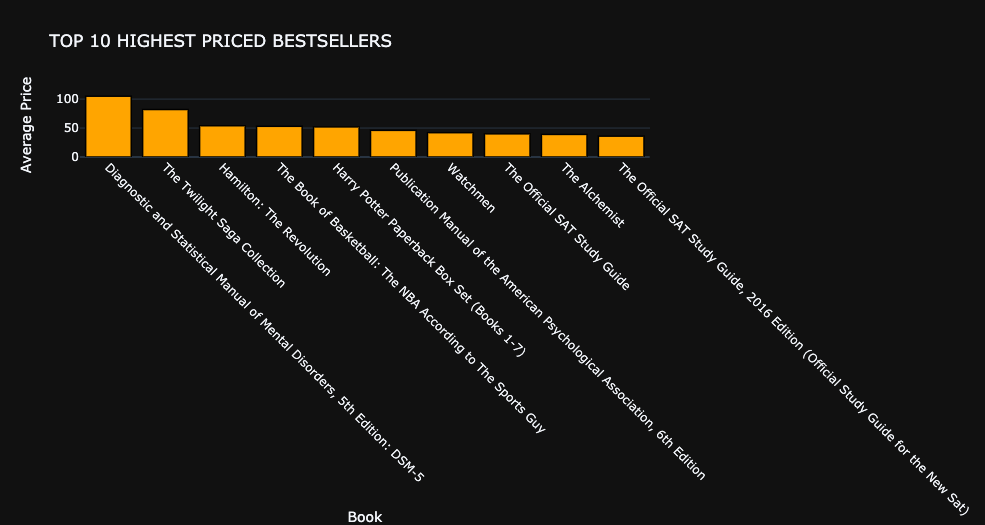 TOP 10 HIGHEST PRICED BESTSELLERS
Average Price
100
50
0
Diagnostic and Statistical Manual of Mental Disorders, 5th Edition: DSM-5
The Twilight Saga Collection
Hamilton: The Revolution
The Book of Basketball: The NBA According to The Sports Guy
Harry Potter Paperback Box Set (Books 1-7)
Publication Manual of the American Psychological Association, 6th Edition
Watchmen
The Official SAT Study Guide
The Alchemist
The Official SAT Study Guide, 2016 Edition (Official Study Guide for the New Sat)
Book